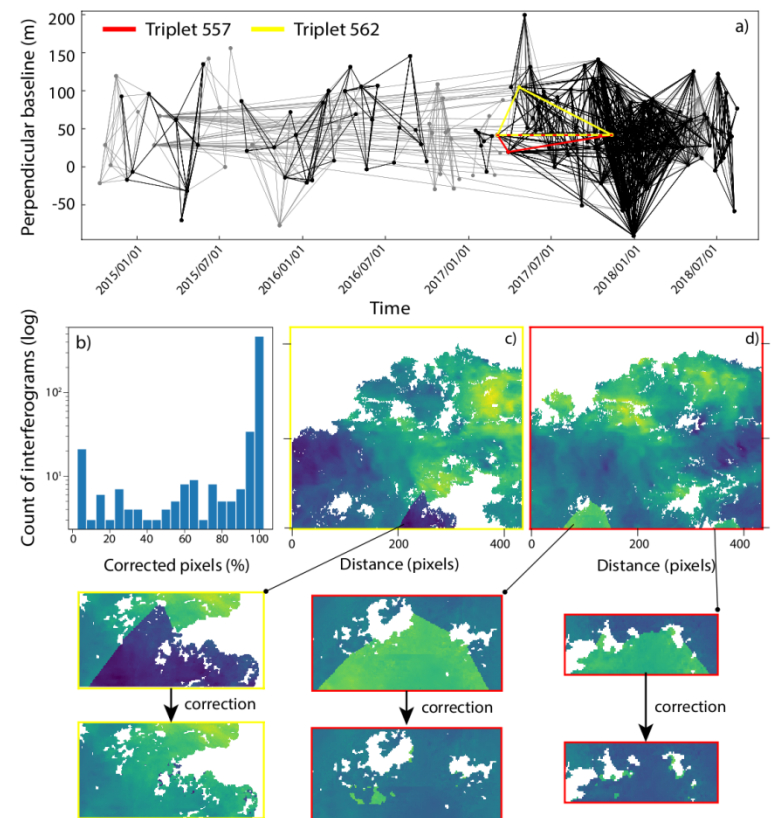 Triplet 557 Triplet 562 a)
Perpendicular baseline (m)
200
150
100
50
0
-50
2015/01/01 2015/07/01 2016/01/01 2016/07/01 2017/01/01 2017/07/01 2018/01/01 2018/07/01
Time
b) c) d)
Count of interferograms (log)
10²
10¹
0 20 40 60 80 100
Corrected pixels (%)
0 200 400
Distance (pixels)
0 200 400
Distance (pixels)
correction
correction
correction